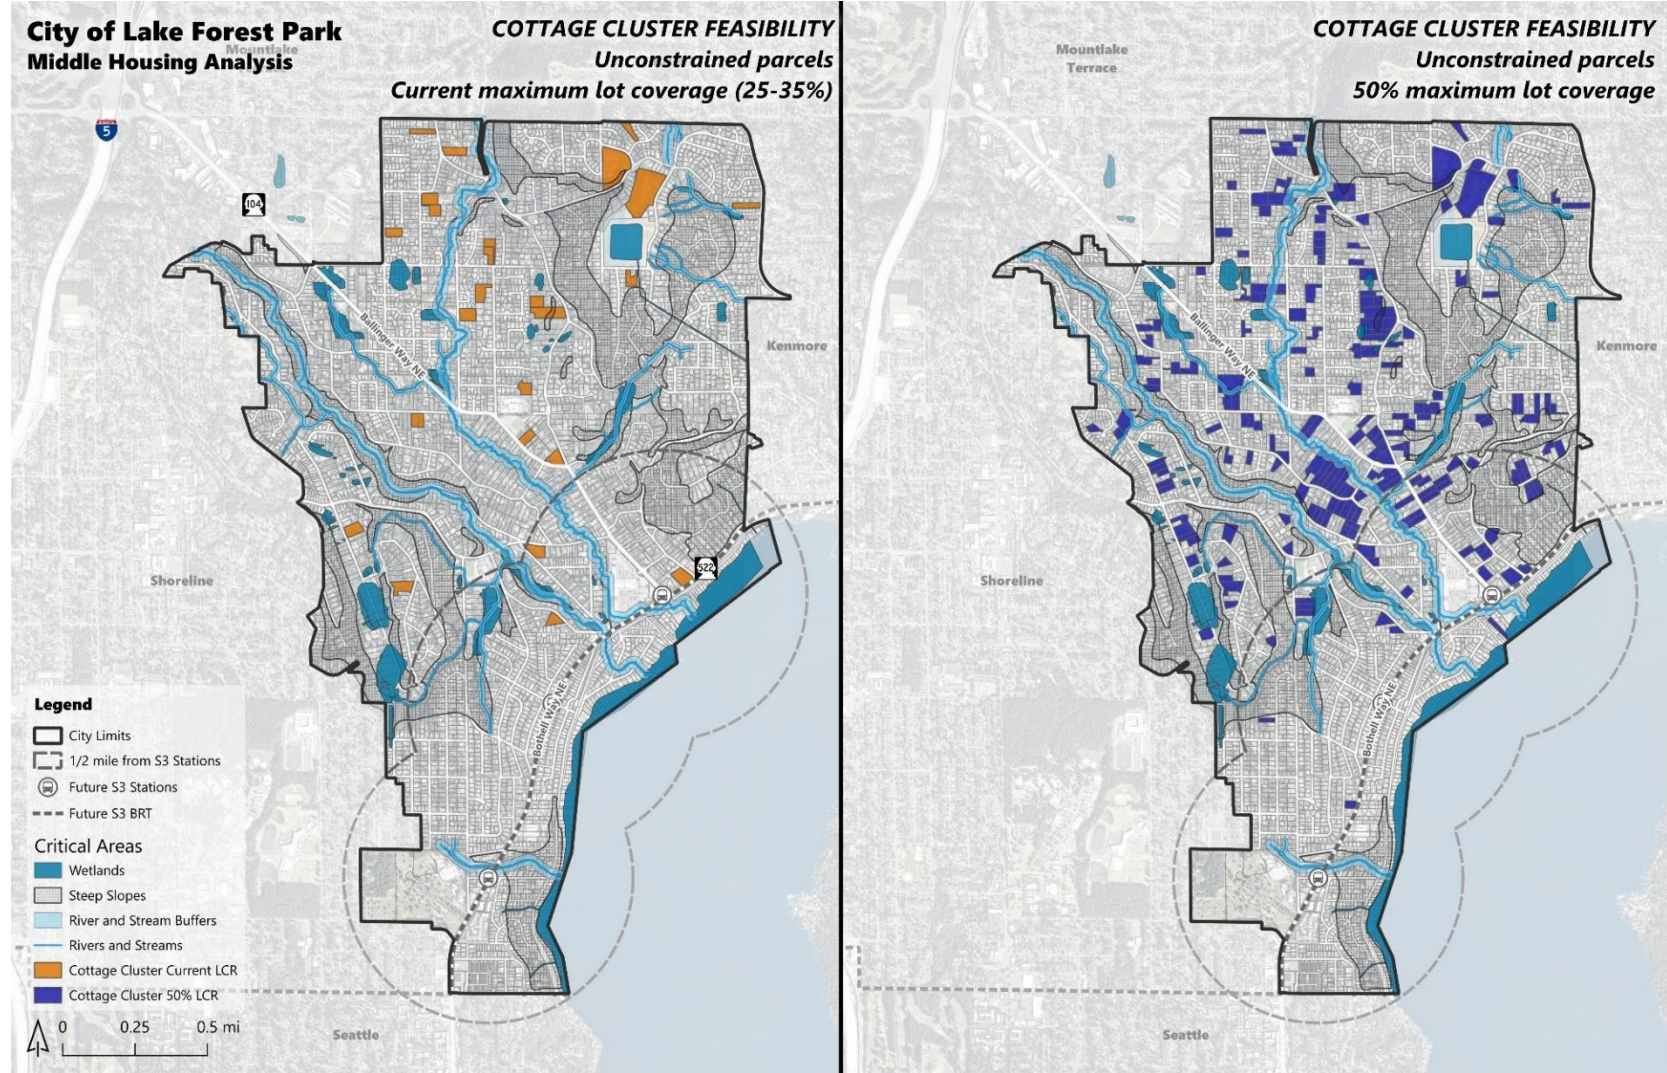 City of Lake Forest Park
Middle Housing Analysis
COTTAGE CLUSTER FEASIBILITY
Unconstrained parcels
Current maximum lot coverage (25-35%)
Mountlake
5
104
Ballinger Way NE
Kenmore
Shoreline
522
Bothell Way NE
Seattle
Legend
City Limits
1/2 mile from S3 Stations
Future S3 Stations
Future S3 BRT
Critical Areas
Wetlands
Steep Slopes
River and Stream Buffers
Rivers and Streams
Cottage Cluster Current LCR
Cottage Cluster 50% LCR
0 0.25 0.5 mi
COTTAGE CLUSTER FEASIBILITY
Unconstrained parcels
50% maximum lot coverage
Mountlake
Terrace
Ballinger Way NE
Kenmore
Shoreline
Bothell Way NE
Seattle